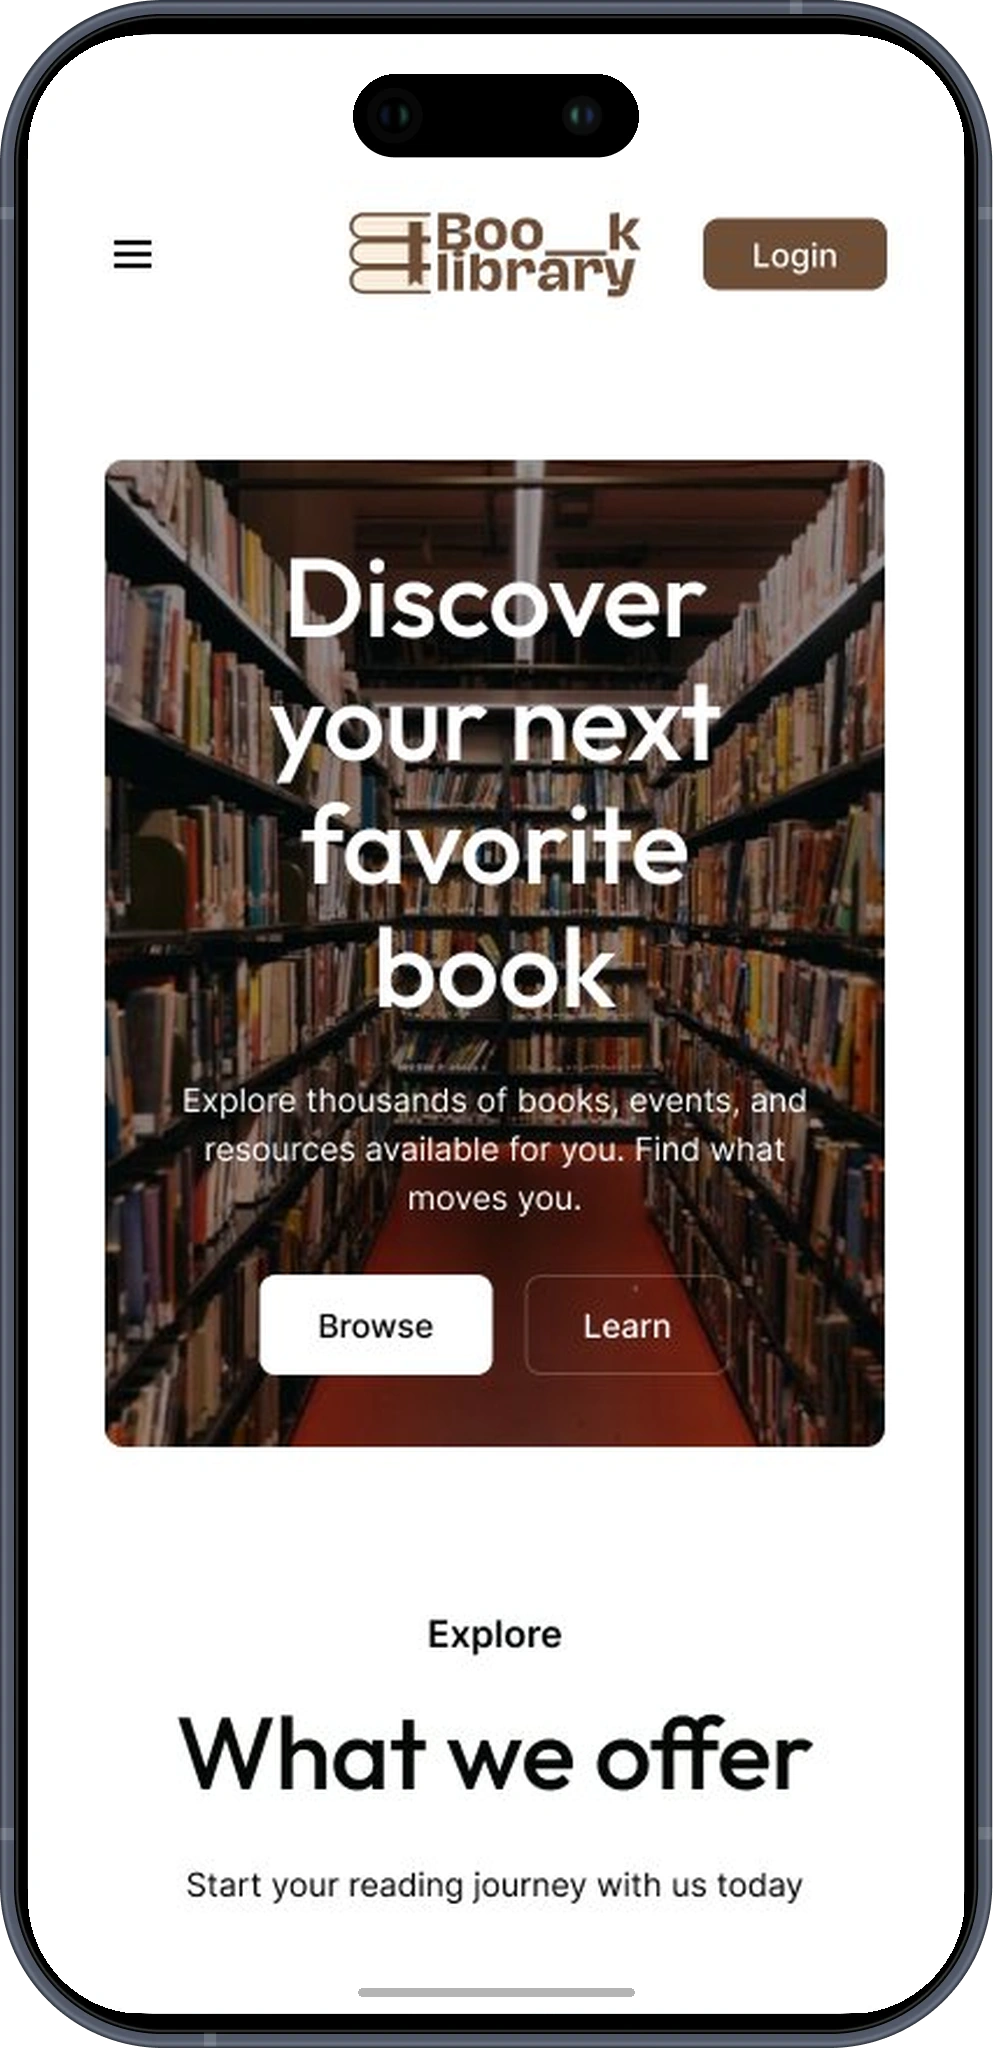 Boo__k
library
Login
Discover
your next
favorite
book
Explore thousands of books, events, and
resources available for you. Find what
moves you.
Browse
Learn
Explore
What we offer
Start your reading journey with us today